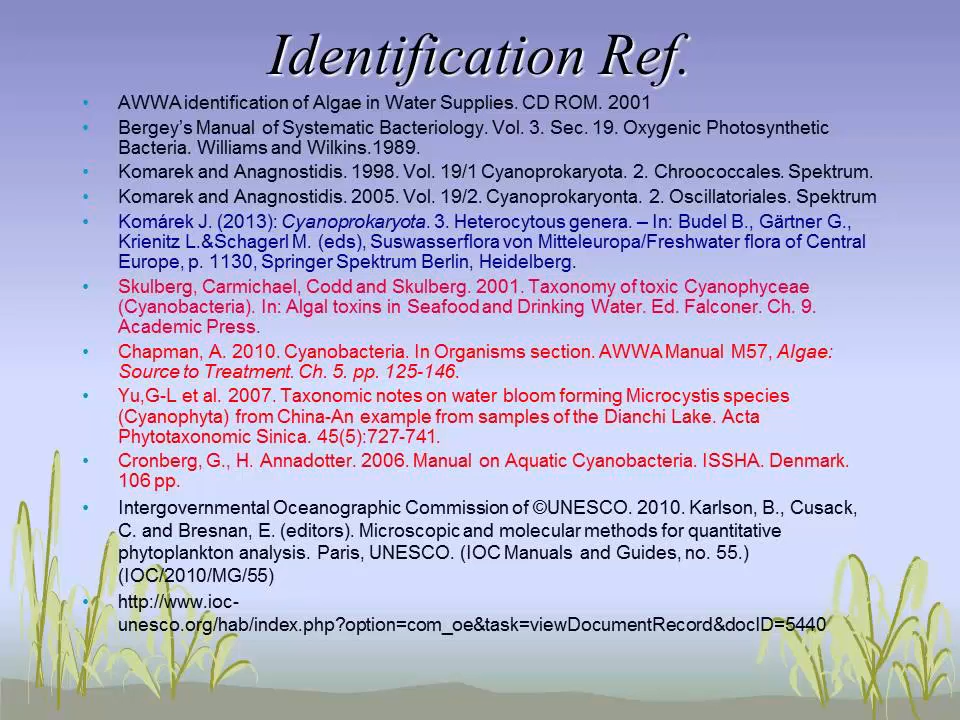 Identification Ref.
• AWWA identification of Algae in Water Supplies. CD ROM. 2001
• Bergey's Manual of Systematic Bacteriology. Vol. 3. Sec. 19. Oxygenic Photosynthetic
Bacteria. Williams and Wilkins.1989.
• Komarek and Anagnostidis. 1998. Vol. 19/1 Cyanoprokaryota. 2. Chroococcales. Spektrum.
• Komarek and Anagnostidis. 2005. Vol. 19/2. Cyanoprokaryonta. 2. Oscillatoriales. Spektrum
• Komárek J. (2013): Cyanoprokaryota. 3. Heterocytous genera. – In: Budel B., Gärtner G.,
Krienitz L.&Schagerl M. (eds), Suswasserflora von Mitteleuropa/Freshwater flora of Central
Europe, p. 1130, Springer Spektrum Berlin, Heidelberg.
• Skulberg, Carmichael, Codd and Skulberg. 2001. Taxonomy of toxic Cyanophyceae
(Cyanobacteria). In: Algal toxins in Seafood and Drinking Water. Ed. Falconer. Ch. 9.
Academic Press.
• Chapman, A. 2010. Cyanobacteria. In Organisms section. AWWA Manual M57, Algae:
Source to Treatment. Ch. 5. pp. 125-146.
• Yu,G-L et al. 2007. Taxonomic notes on water bloom forming Microcystis species
(Cyanophyta) from China-An example from samples of the Dianchi Lake. Acta
Phytotaxonomic Sinica. 45(5):727-741.
• Cronberg, G., H. Annadotter. 2006. Manual on Aquatic Cyanobacteria. ISSHA. Denmark.
106 pp.
• Intergovernmental Oceanographic Commission of ©UNESCO. 2010. Karlson, B., Cusack,
C. and Bresnan, E. (editors). Microscopic and molecular methods for quantitative
phytoplankton analysis. Paris, UNESCO. (IOC Manuals and Guides, no. 55.)
(IOC/2010/MG/55)
• http://www.ioc-
unesco.org/hab/index.php?option=com_oe&task=viewDocumentRecord&docID=5440